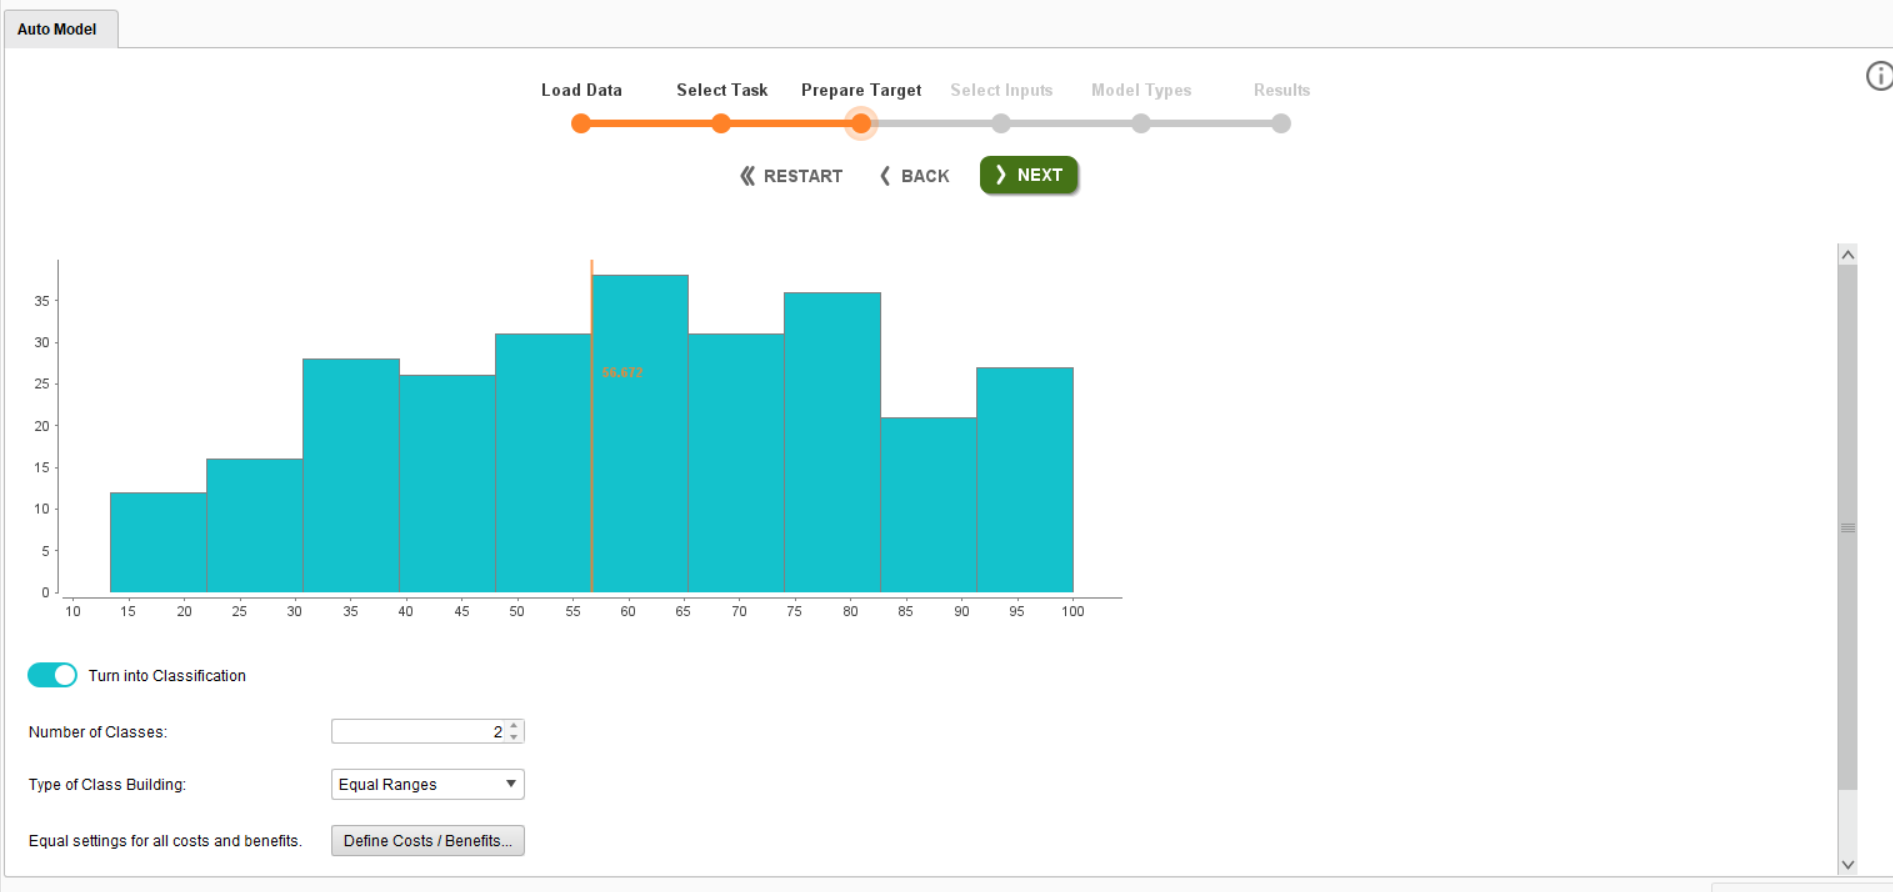 Auto Model
Load Data Select Task Prepare Target Select Inputs Model Types Results
RESTART BACK NEXT
35
30
25
20
15
10
5
0
56,672
10 15 20 25 30 35 40 45 50 55 60 65 70 75 80 85 90 95 100
Turn into Classification
Number of Classes: 2
Type of Class Building: Equal Ranges
Equal settings for all costs and benefits. Define Costs / Benefits...